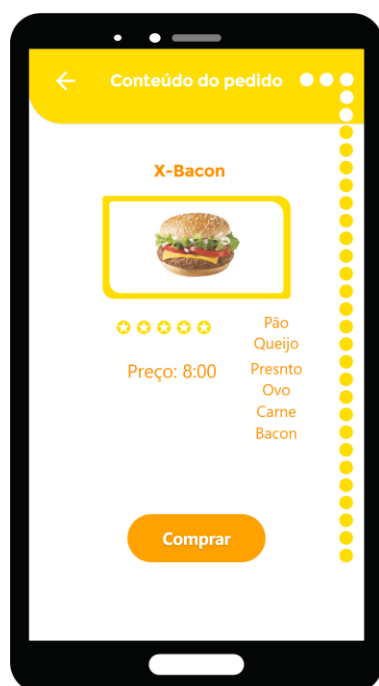 Conteúdo do pedido
X-Bacon
Pão
Queijo
Preço: 8:00
Presnto
Ovo
Carne
Bacon
Comprar